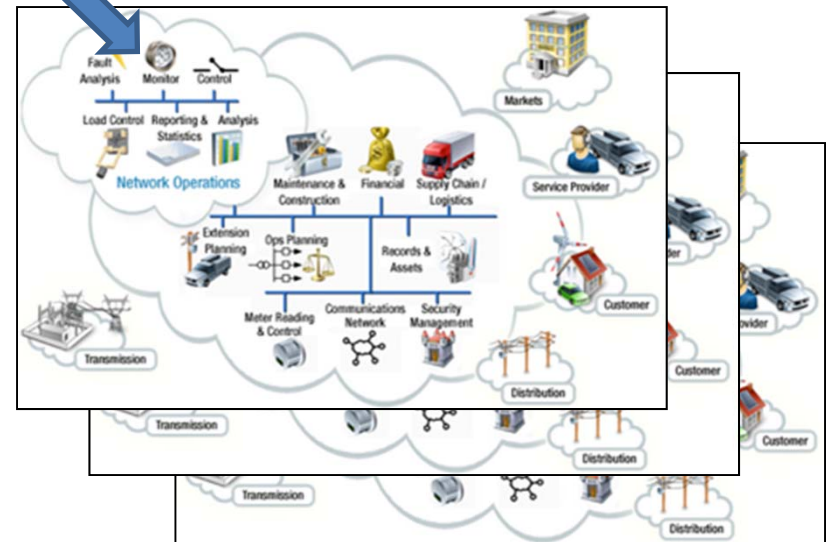 Fault
Analysis
Monitor
Control
Load Control
Reporting &
Statistics
Analysis
Network Operations
Markets
Maintenance &
Construction
Financial
Supply Chain /
Logistics
Service Provider
Extension
Planning
Ops Planning
Records &
Assets
Customer
Meter Reading
& Control
Communications
Network
Security
Management
Transmission
Distribution
der
Customer
Transmission
Distribution
ovider
Customer
Transmission
Distribution